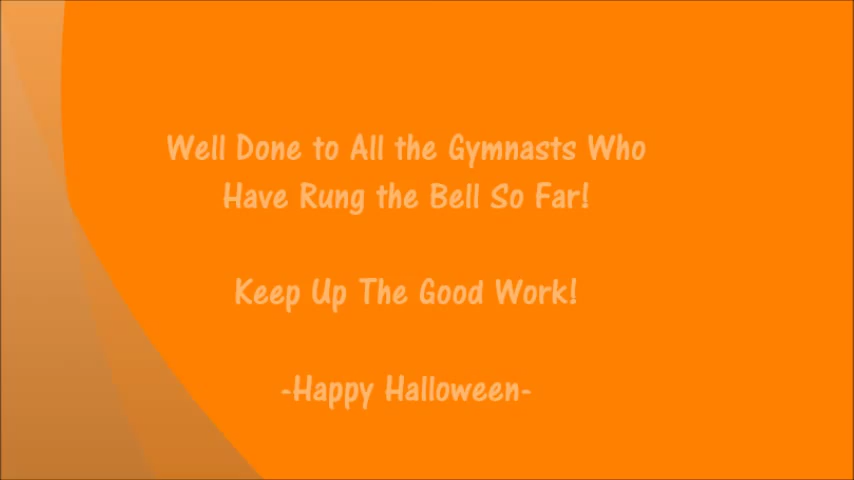 Well Done to All the Gymnasts Who
Have Rung the Bell So Far!
Keep Up The Good Work!
-Happy Halloween-